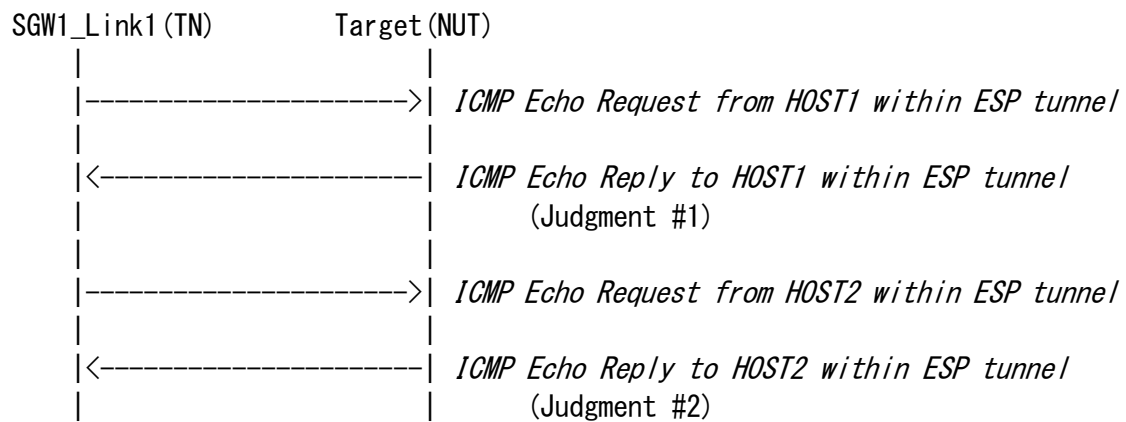 SGW1_Link1(TN) Target(NUT)
| |
|---------------------->| ICMP Echo Request from HOST1 within ESP tunnel
| |
|<----------------------| ICMP Echo Reply to HOST1 within ESP tunnel
| | (Judgment #1)
| |
|---------------------->| ICMP Echo Request from HOST2 within ESP tunnel
| |
|<----------------------| ICMP Echo Reply to HOST2 within ESP tunnel
| | (Judgment #2)